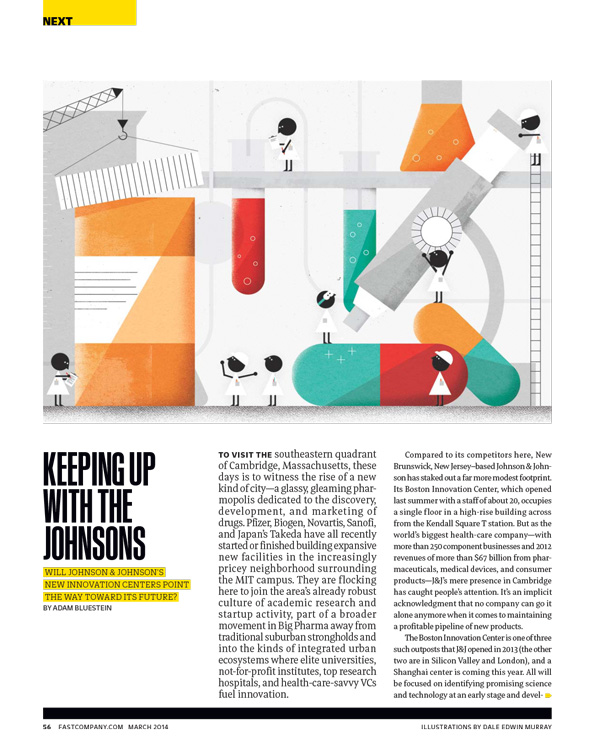 NEXT
KEEPING UP
WITH THE
JOHNSONS
WILL JOHNSON & JOHNSON'S
NEW INNOVATION CENTERS POINT
THE WAY TOWARD ITS FUTURE?
BY ADAM BLUESTEIN
TO VISIT THE southeastern quadrant
of Cambridge, Massachusetts, these
days is to witness the rise of a new
kind of city—a glassy, gleaming phar-
mopolis dedicated to the discovery,
development, and marketing of
drugs. Pfizer, Biogen, Novartis, Sanofi,
and Japan's Takeda have all recently
started or finished building expansive
new facilities in the increasingly
pricey neighborhood surrounding
the MIT campus. They are flocking
here to join the area's already robust
culture of academic research and
startup activity, part of a broader
movement in Big Pharma away from
traditional suburban strongholds and
into the kinds of integrated urban
ecosystems where elite universities,
not-for-profit institutes, top research
hospitals, and health-care-savvy VCs
fuel innovation.
Compared to its competitors here, New
Brunswick, New Jersey–based Johnson & John-
son has staked out a far more modest footprint.
Its Boston Innovation Center, which opened
last summer with a staff of about 20, occupies
a single floor in a high-rise building across
from the Kendall Square T station. But as the
world's biggest health-care company—with
more than 250 component businesses and 2012
revenues of more than $67 billion from phar-
maceuticals, medical devices, and consumer
products—J&J's mere presence in Cambridge
has caught people's attention. It's an implicit
acknowledgment that no company can go it
alone anymore when it comes to maintaining
a profitable pipeline of new products.
The Boston Innovation Center is one of three
such outposts that J&J opened in 2013 (the other
two are in Silicon Valley and London), and a
Shanghai center is coming this year. All will
be focused on identifying promising science
and technology at an early stage and devel-
56 FASTCOMPANY.COM MARCH 2014
ILLUSTRATIONS BY DALE EDWIN MURRAY